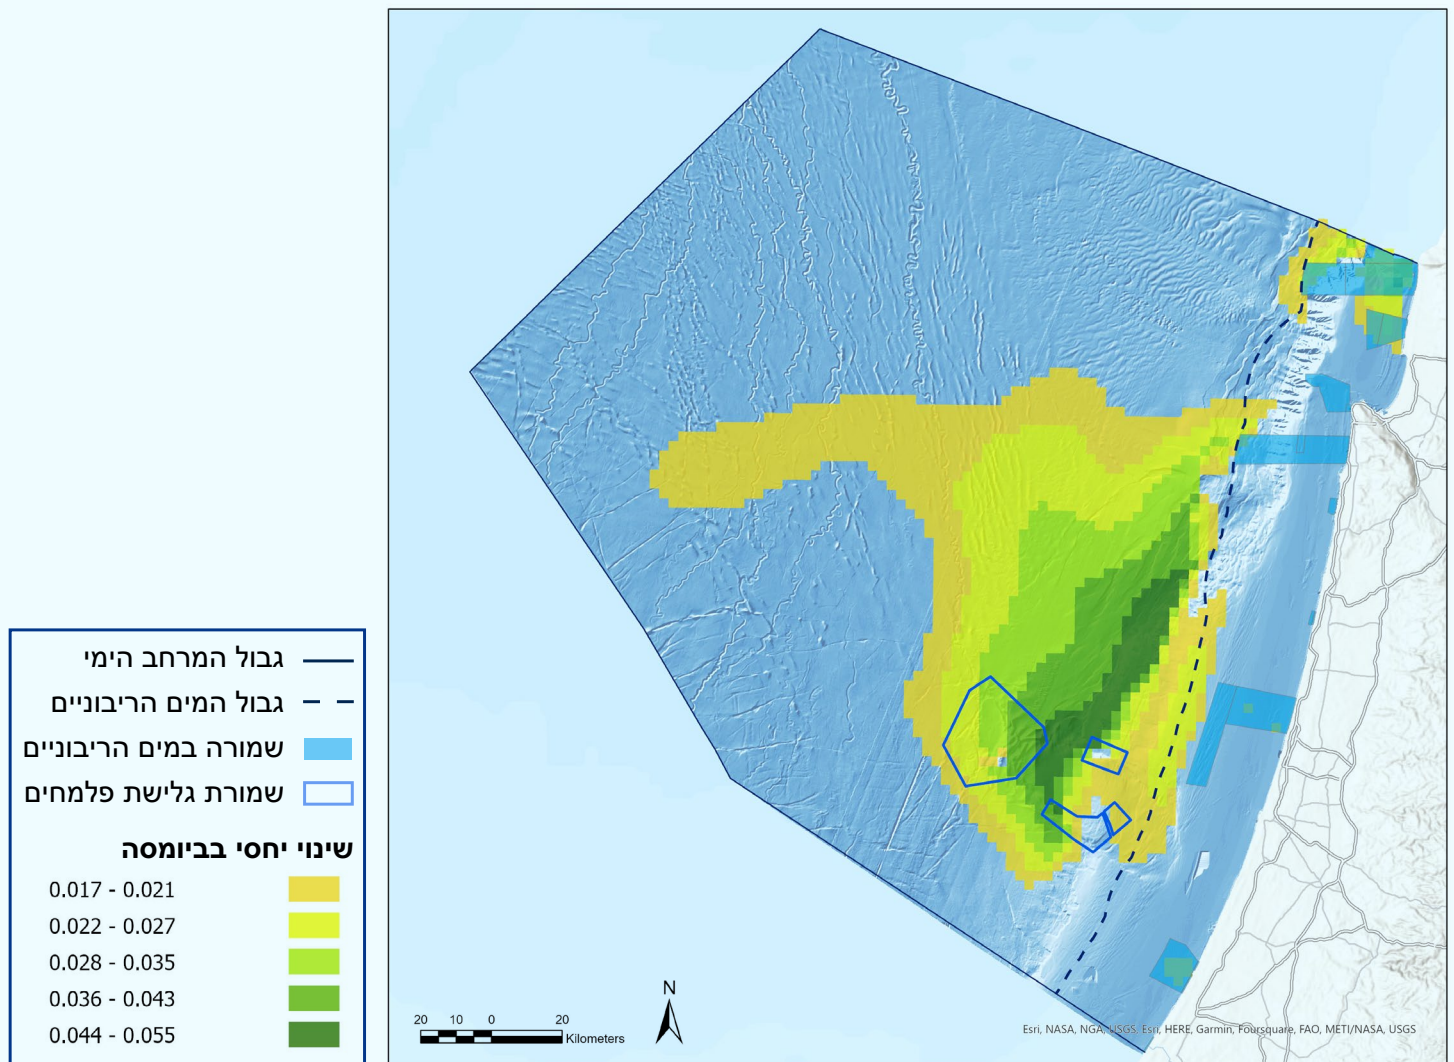 גבול המרחב הימי
גבול המים הריבוניים
שמורה במים הריבוניים
שמורת גלישת פלמחים
שינוי יחסי בביומסה
0.017 - 0.021
0.022 - 0.027
0.028 - 0.035
0.036 - 0.043
0.044 - 0.055
20 10 0 20
Kilometers
N
Esri, NASA, NGA, USGS, Esri, HERE, Garmin, Foursquare, FAO, METI/NASA, USGS